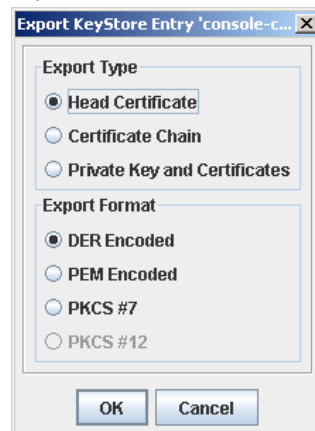 Export KeyStore Entry 'console-c...
Export Type
Head Certificate
Certificate Chain
Private Key and Certificates
Export Format
DER Encoded
PEM Encoded
PKCS #7
PKCS #12
OK
Cancel